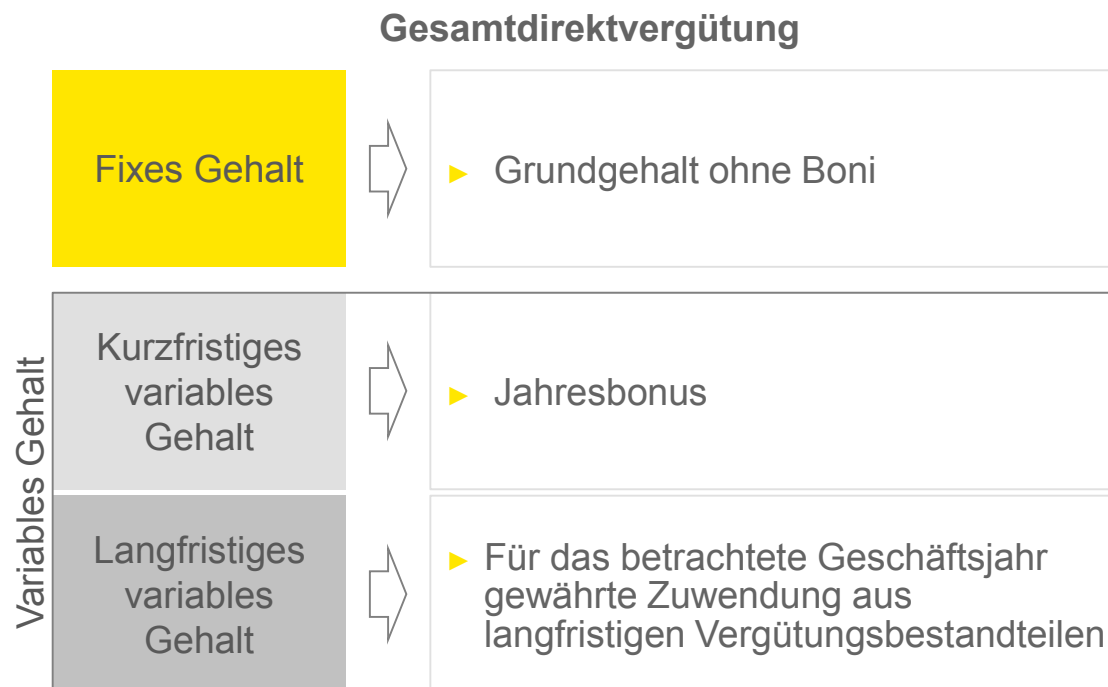 Gesamtdirektvergütung
Fixes Gehalt
► Grundgehalt ohne Boni
Variables Gehalt
Kurzfristiges
variables
Gehalt
► Jahresbonus
Langfristiges
variables
Gehalt
► Für das betrachtete Geschäftsjahr
gewährte Zuwendung aus
langfristigen Vergütungsbestandteilen